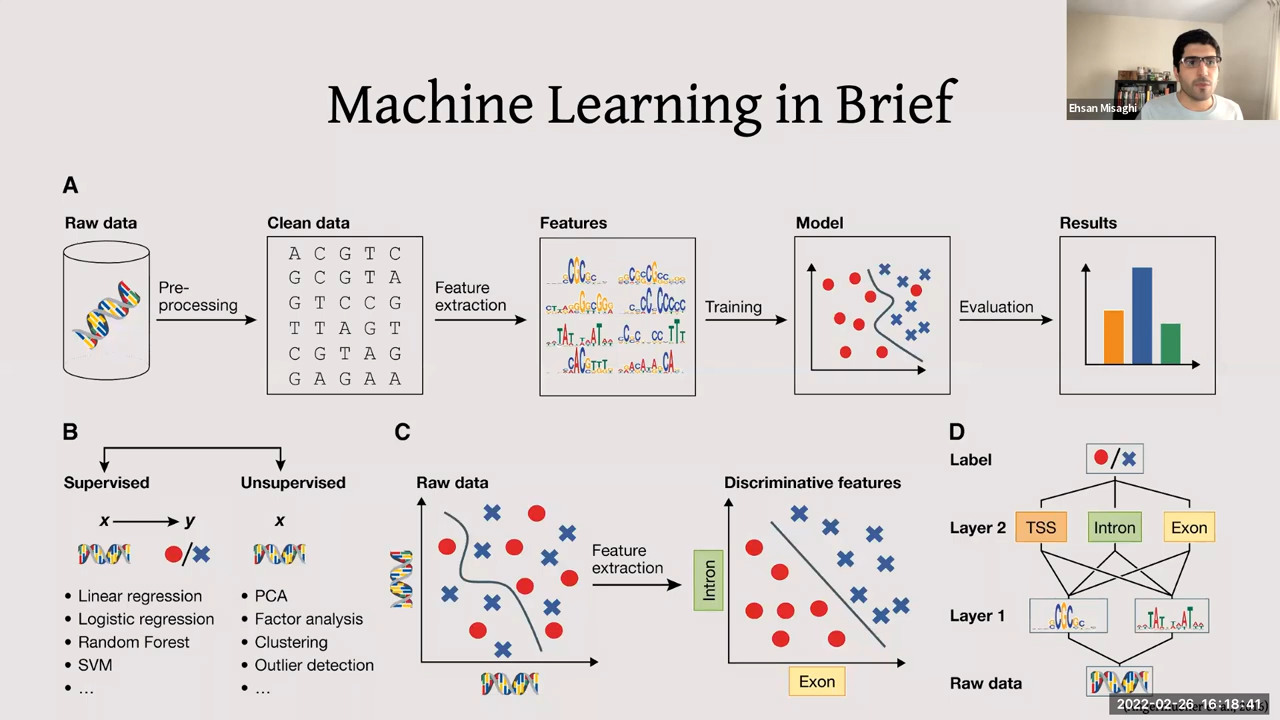 Machine Learning in Brief
Ehsan Misaghi
A
Raw data
Clean data
Features
Model
Results
Pre-
processing
A C G T C
G C G T A
G T C C G
T T A G T
C G T A G
G A G A A
Feature
extraction
Training
Evaluation
B
Supervised
Unsupervised
x
y
x
/
• Linear regression
• Logistic regression
• Random Forest
• SVM
• ...
• PCA
• Factor analysis
• Clustering
• Outlier detection
• ...
C
Raw data
Feature
extraction
Discriminative features
Intron
Exon
D
Label
/
Layer 2
TSS
Intron
Exon
Layer 1
Raw data
2022-02-26 16:18:41